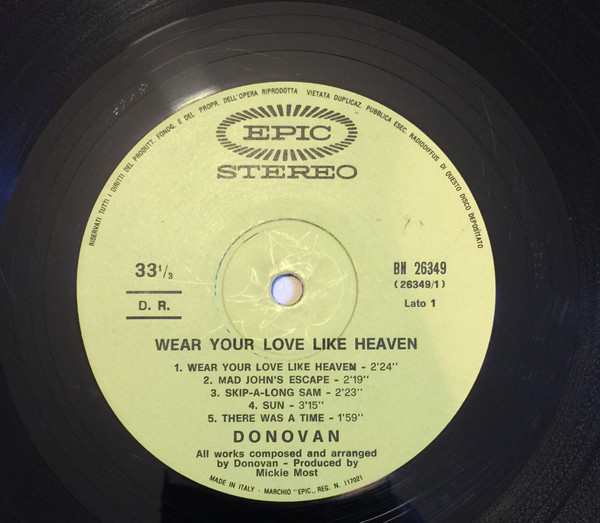 RISERVATI TUTTI I DIRITTI DEL PRODUTT. FONOG. E DEL PROPR. DELL'OPERA RIPRODOTTA VIETATA DUPLICAZ. PUBBLICA ESEC. RADIODIFFUS DI QUESTO DISCO DEPOSITATO
EPIC
STEREO
33 1/3
BN 26349
(26349/1)
D. R.
Lato 1
WEAR YOUR LOVE LIKE HEAVEN
1. WEAR YOUR LOVE LIKE HEAVEN - 2'24''
2. MAD JOHN'S ESCAPE - 2'19''
3. SKIP-A-LONG SAM - 2'23''
4. SUN - 3'15''
5. THERE WAS A TIME - 1'59''
DONOVAN
All works composed and arranged
by Donovan - Produced by
Mickie Most
MADE IN ITALY - MARCHIO "EPIC„ REG. N. 117021